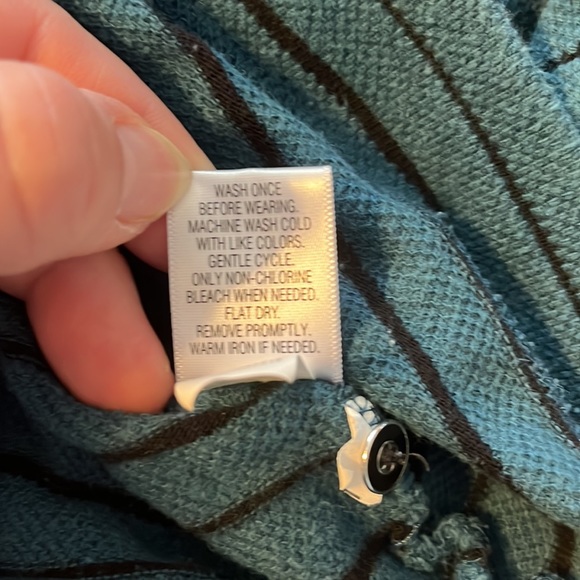 WASH ONCE
BEFORE WEARING.
MACHINE WASH COLD
WITH LIKE COLORS.
GENTLE CYCLE.
ONLY NON-CHLORINE
BLEACH WHEN NEEDED.
FLAT DRY.
REMOVE PROMPTLY.
WARM IRON IF NEEDED.